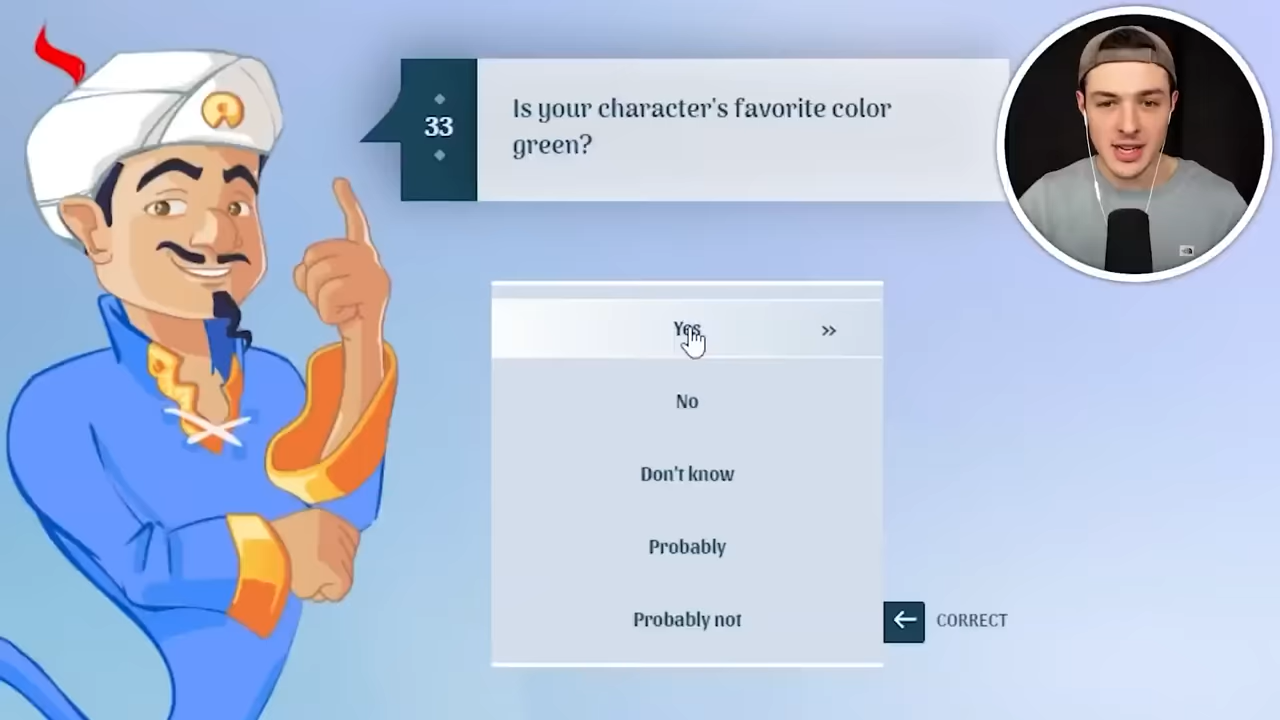 33
Is your character's favorite color
green?
Yes
No
Don't know
Probably
Probably not
CORRECT